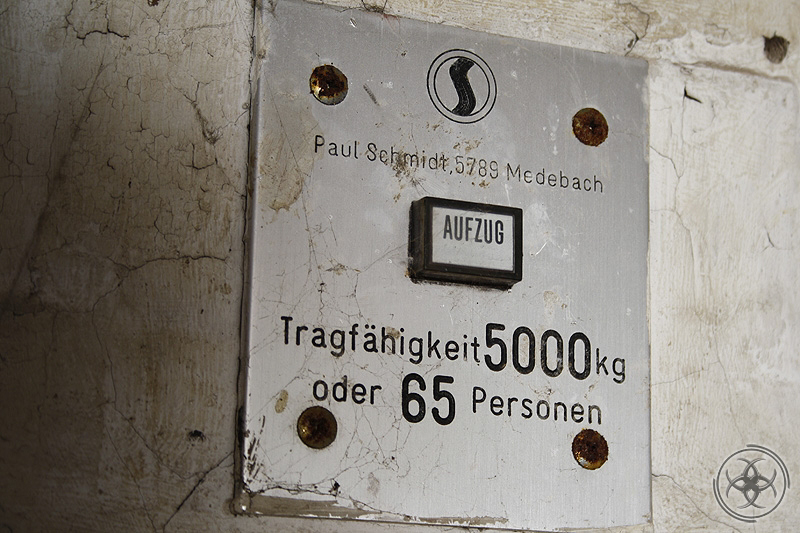 S
Paul Schmidt, 5789 Medebach
AUFZUG
Tragfähigkeit 5000 kg
oder 65 Personen